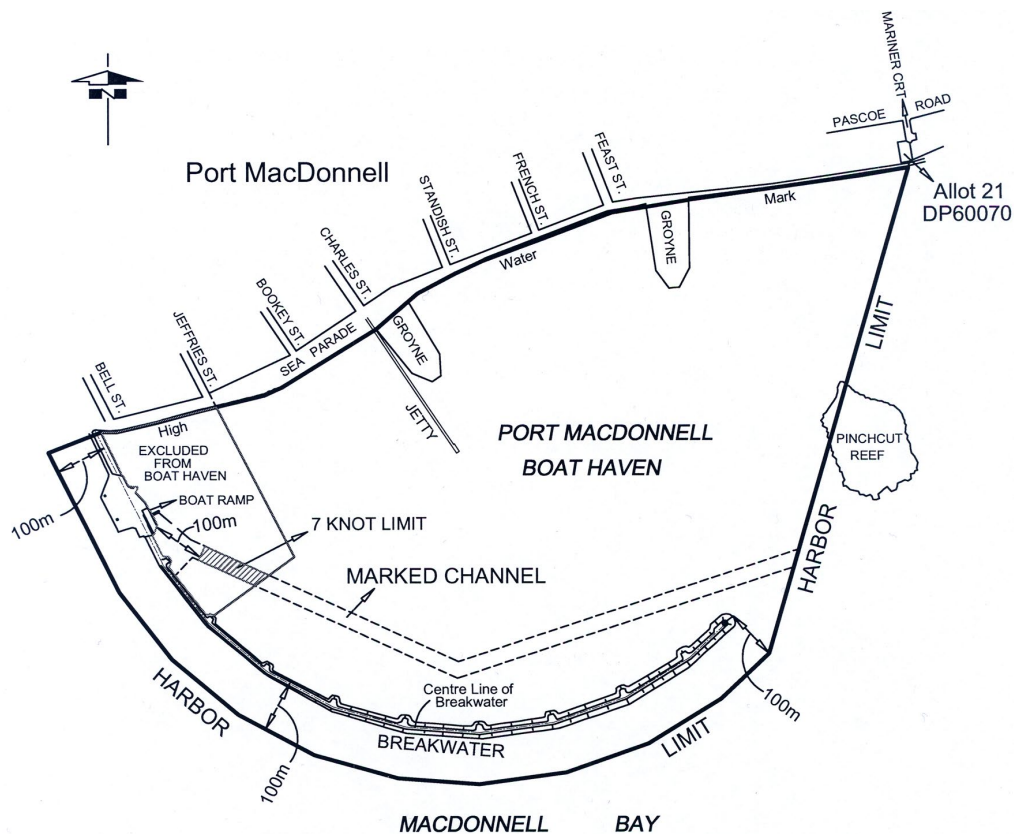 N
MARINER CRT
PASCOE ROAD
Port MacDonnell
Allot 21
DP60070
FEAST ST.
FRENCH ST.
STANDISH ST.
CHARLES ST.
BOOKEY ST.
JEFFRIES ST.
BELL ST.
High Water Mark
GROYNE
GROYNE
SEA PARADE
JETTY
HARBOR LIMIT
PINCHCUT
REEF
PORT MACDONNELL
BOAT HAVEN
EXCLUDED
FROM
BOAT HAVEN
BOAT RAMP
100m
100m
7 KNOT LIMIT
MARKED CHANNEL
Centre Line of
Breakwater
BREAKWATER
HARBOR LIMIT
100m
100m
MACDONNELL BAY